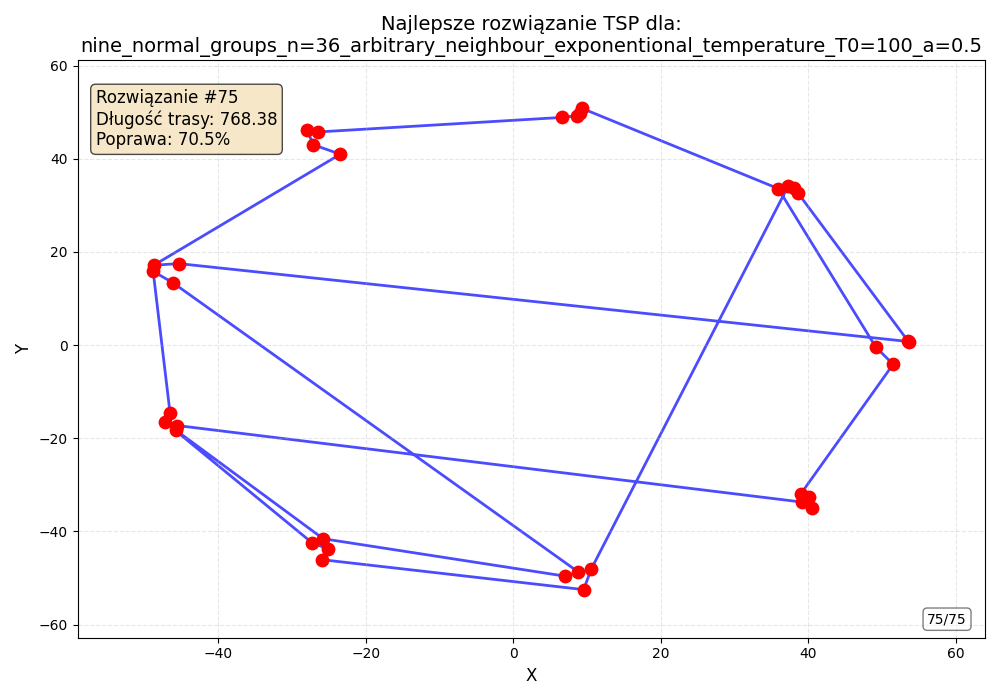 Najlepsze rozwiązanie TSP dla:
nine_normal_groups_n=36_arbitrary_neighbour_exponentional_temperature_T0=100_a=0.5
Rozwiązanie #75
Długość trasy: 768.38
Poprawa: 70.5%
60
40
20
0
−20
−40
−60
Y
75/75
−40
−20
0
20
40
60
X